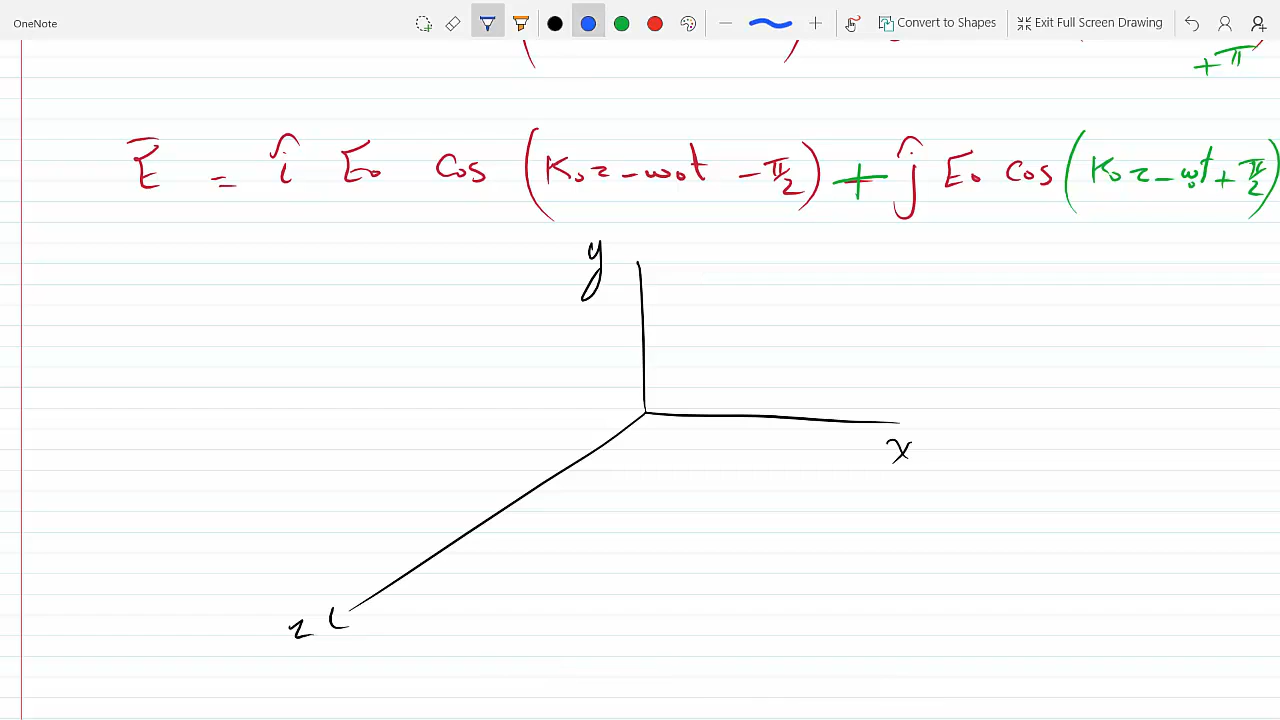 OneNote
Convert to Shapes
Exit Full Screen Drawing
+ π
E̅ = î E₀ Cos (K₀z - ω₀t - π/2) + ĵ E₀ Cos (K₀z - ω₀t + π/2)
y
x
z